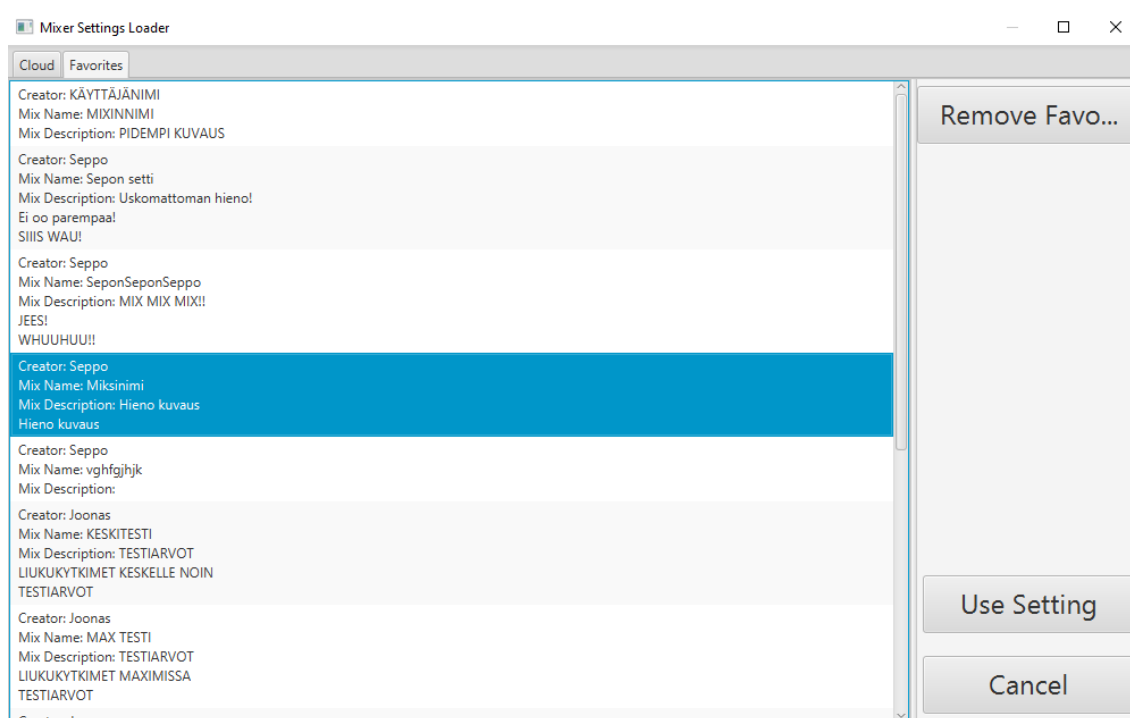 Mixer Settings Loader
Cloud Favorites
Creator: KÄYTTÄJÄNIMI
Mix Name: MIXINNIMI
Mix Description: PIDEMPI KUVAUS
Creator: Seppo
Mix Name: Sepon setti
Mix Description: Uskomattoman hieno!
Ei oo parempaa!
SIIIS WAU!
Creator: Seppo
Mix Name: SeponSeponSeppo
Mix Description: MIX MIX MIX!!
JEES!
WHUUHUU!!
Creator: Seppo
Mix Name: Miksinimi
Mix Description: Hieno kuvaus
Hieno kuvaus
Creator: Seppo
Mix Name: vghfgjhjk
Mix Description:
Creator: Joonas
Mix Name: KESKITESTI
Mix Description: TESTIARVOT
LIUKUKYTKIMET KESKELLE NOIN
TESTIARVOT
Creator: Joonas
Mix Name: MAX TESTI
Mix Description: TESTIARVOT
LIUKUKYTKIMET MAXIMISSA
TESTIARVOT
Remove Favo...
Use Setting
Cancel